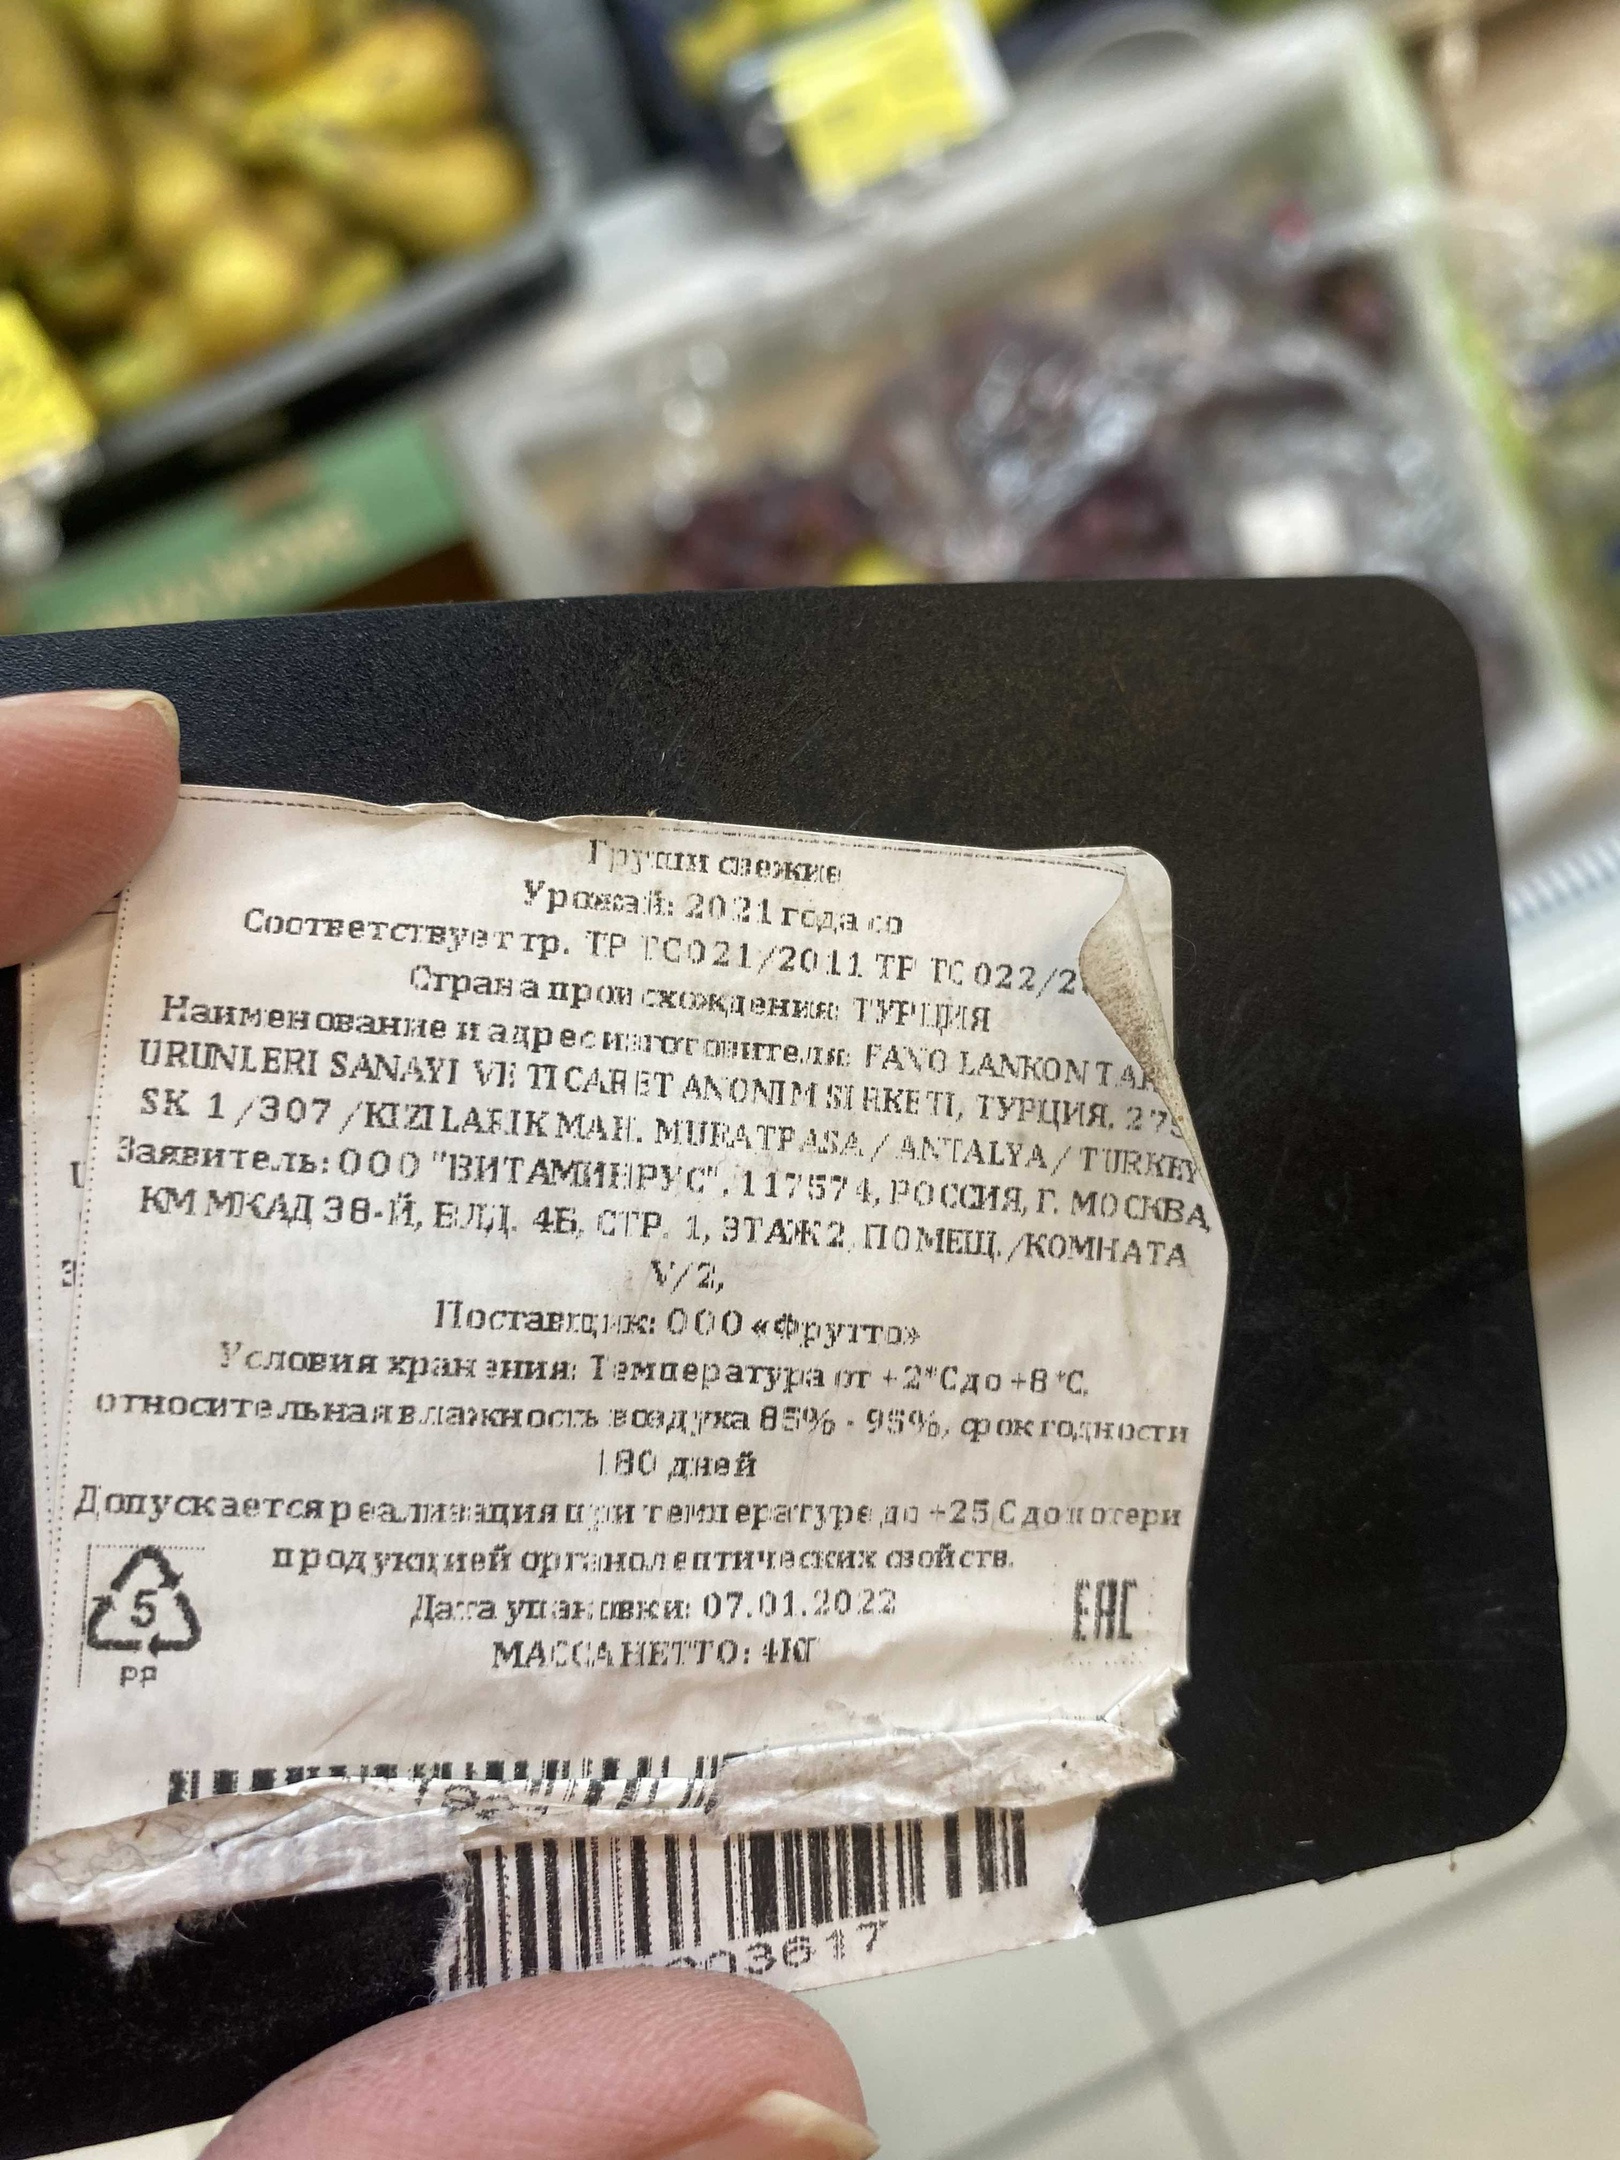 Груши свежие
Урожай: 2021 года со
Соответствует тр. ТР ТС 021/2011 ТР ТС 022/2
Страна происхождения: ТУРЦИЯ
Наименование и адрес изготовителя: FAVO LANKON TAR
URUNLERI SANAYI VE TICARET ANONIM SIRKETI, ТУРЦИЯ, 275
SK 1/307 /KIZILARIK MAH. MURATPASA / ANTALYA / TURKEY
Заявитель: ООО "ВИТАМИНРУС", 117574, РОССИЯ, Г. МОСКВА,
КМ МКАД 38-Й, ВЛД. 4Б, СТР. 1, ЭТАЖ 2, ПОМЕЩ./КОМНАТА
V/2,
Поставщик: ООО «Фрутто»
Условия хранения: Температура от +2°С до +8°С,
относительная влажность воздуха 85% - 95%, срок годности
180 дней
Допускается реализация при температуре до +25 С до потери
продукцией органолептических свойств.
Дата упаковки: 07.01.2022
МАССА НЕТТО: 4КГ
5
PP
EAC
003617